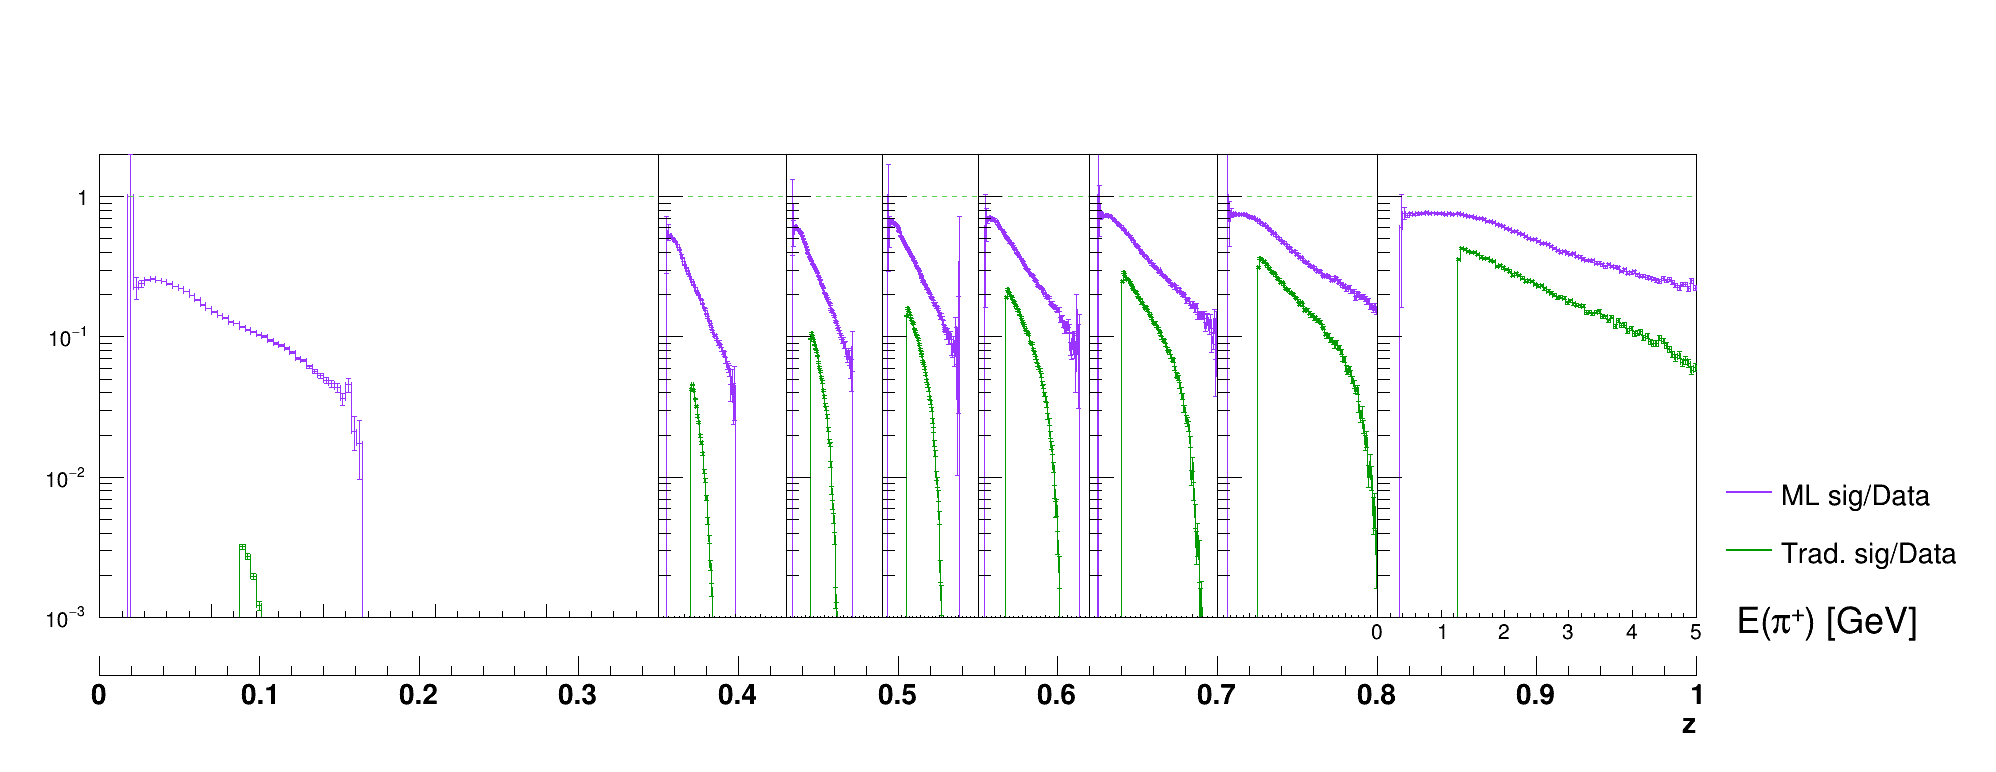 1
10⁻¹
10⁻²
10⁻³
ML sig/Data
Trad. sig/Data
0 1 2 3 4 5
E(π⁺) [GeV]
0 0.1 0.2 0.3 0.4 0.5 0.6 0.7 0.8 0.9 1
z